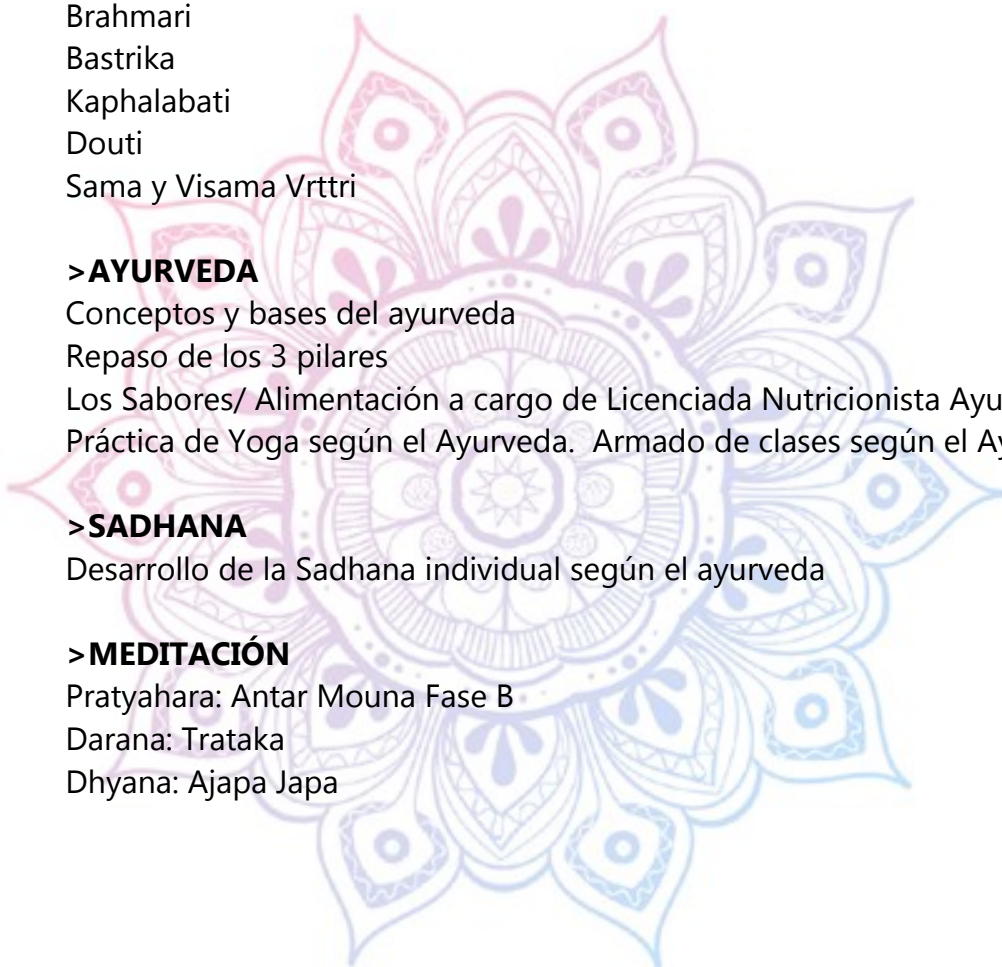 Brahmari
Bastrika
Kaphalabati
Douti
Sama y Visama Vrttri
>AYURVEDA
Conceptos y bases del ayurveda
Repaso de los 3 pilares
Los Sabores/ Alimentación a cargo de Licenciada Nutricionista
Práctica de Yoga según el Ayurveda.  Armado de clases según el
>SADHANA
Desarrollo de la Sadhana individual según el ayurveda
>MEDITACIÓN
Pratyahara: Antar Mouna Fase B
Darana: Trataka
Dhyana: Ajapa Japa